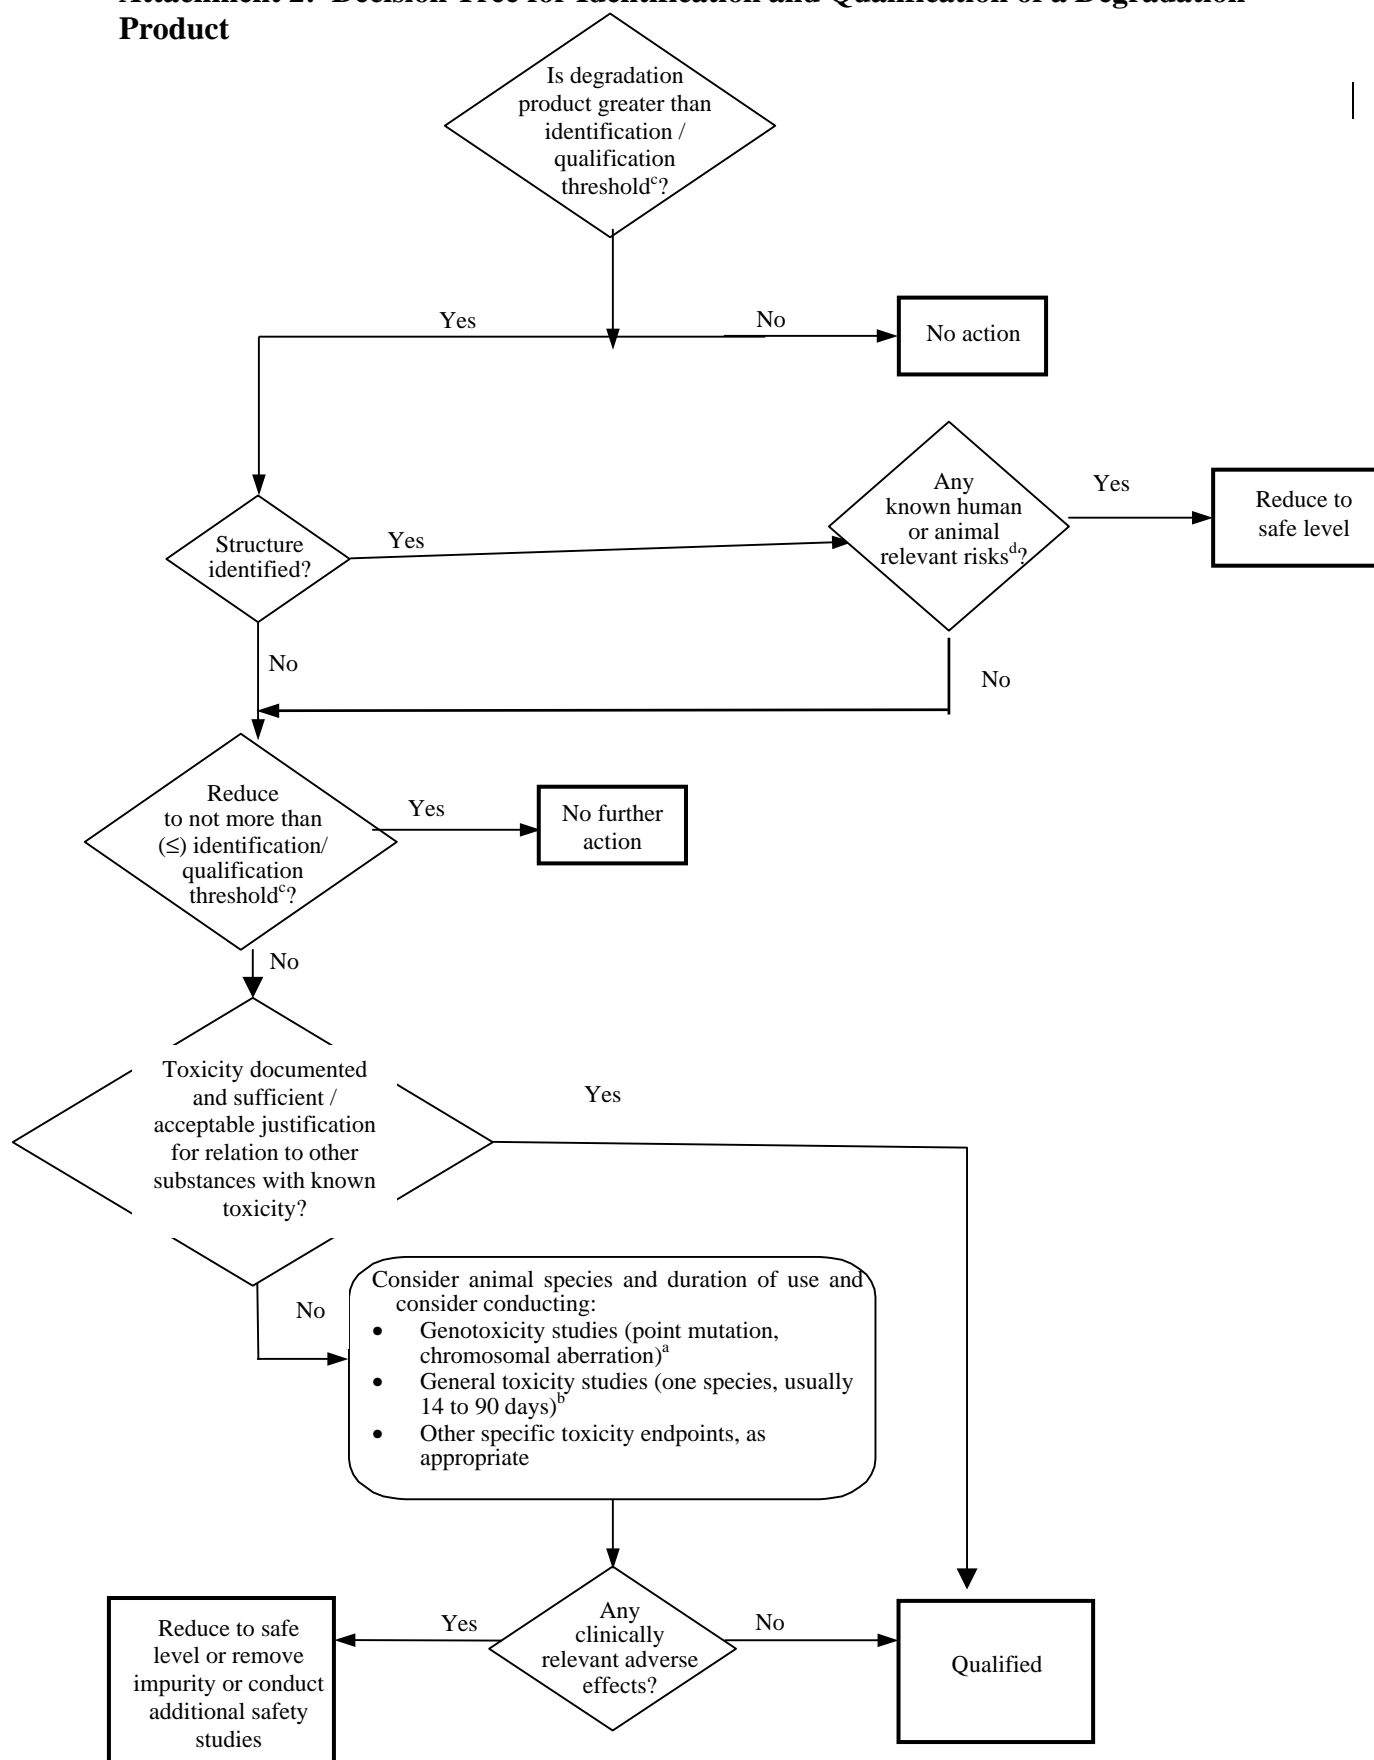 Attachment 2: Decision Tree for Identification and Qualification of a Degradation
Product
Is degradation
product greater than
identification /
qualification
thresholdᶜ?
Yes
No
No action
Any
known human
or animal
relevant risksᵈ?
Yes
Reduce to
safe level
Structure
identified?
Yes
No
No
Reduce
to not more than
(≤) identification/
qualification
thresholdᶜ?
Yes
No further
action
No
Toxicity documented
and sufficient /
acceptable justification
for relation to other
substances with known
toxicity?
Yes
No
Consider animal species and duration of use and
consider conducting:
• Genotoxicity studies (point mutation,
chromosomal aberration)ᵃ
• General toxicity studies (one species, usually
14 to 90 days)ᵇ
• Other specific toxicity endpoints, as
appropriate
Any
clinically
relevant adverse
effects?
Yes
No
Reduce to safe
level or remove
impurity or conduct
additional safety
studies
Qualified